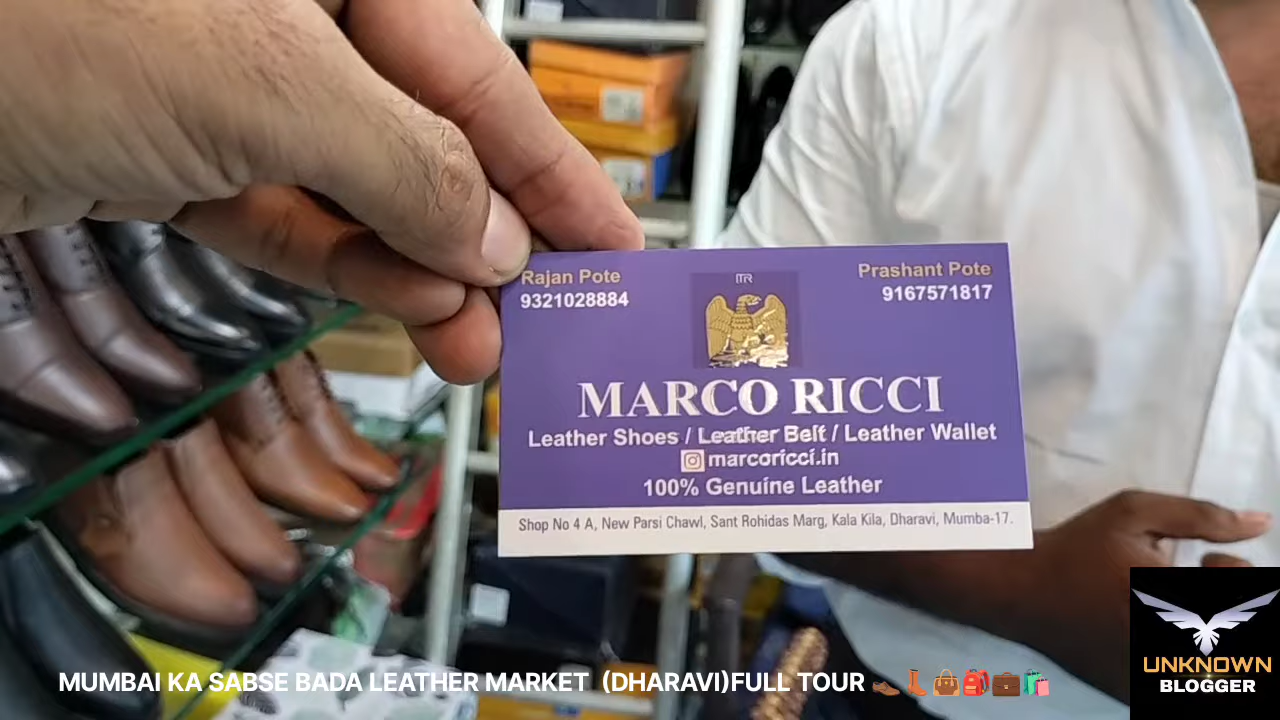 Rajan Pote
9321028884
Prashant Pote
9167571817
MARCO RICCI
Leather Shoes / Leather Belt / Leather Wallet
marcoricci.in
100% Genuine Leather
Shop No 4 A, New Parsi Chawl, Sant Rohidas Marg, Kala Kila, Dharavi, Mumba-17.
MUMBAI KA SABSE BADA LEATHER MARKET (DHARAVI)FULL TOUR 👞👢👜🎒💼🛍️
UNKNOWN
BLOGGER